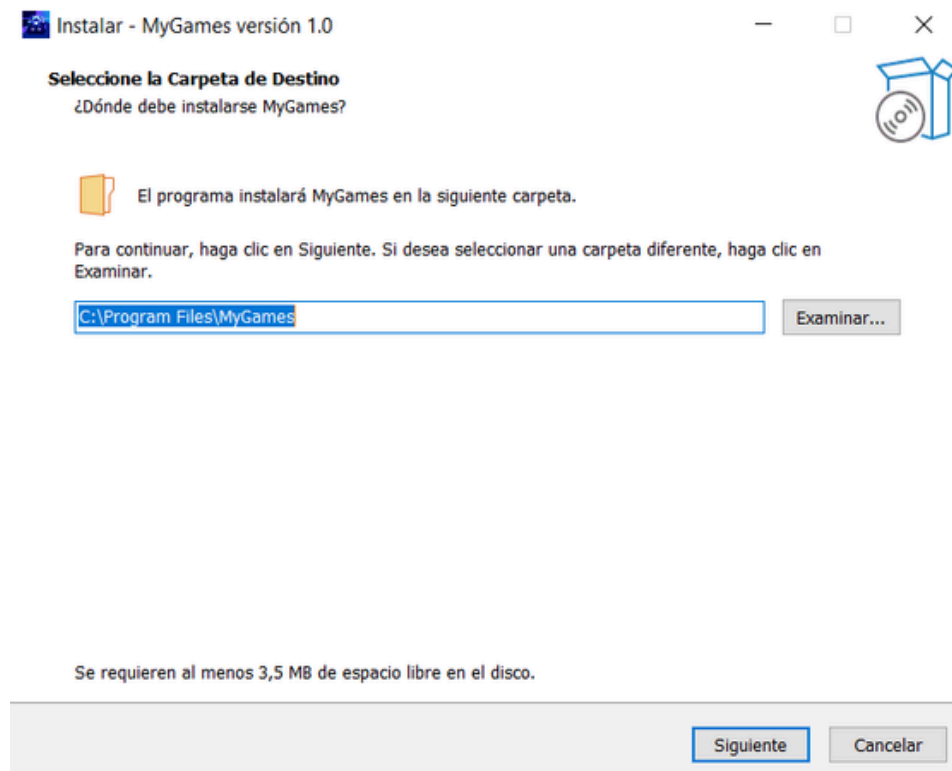 Instalar - MyGames versión 1.0
Seleccione la Carpeta de Destino
¿Dónde debe instalarse MyGames?
El programa instalará MyGames en la siguiente carpeta.
Para continuar, haga clic en Siguiente. Si desea seleccionar una carpeta diferente, haga clic en
Examinar.
C:\Program Files\MyGames
Examinar...
Se requieren al menos 3,5 MB de espacio libre en el disco.
Siguiente
Cancelar